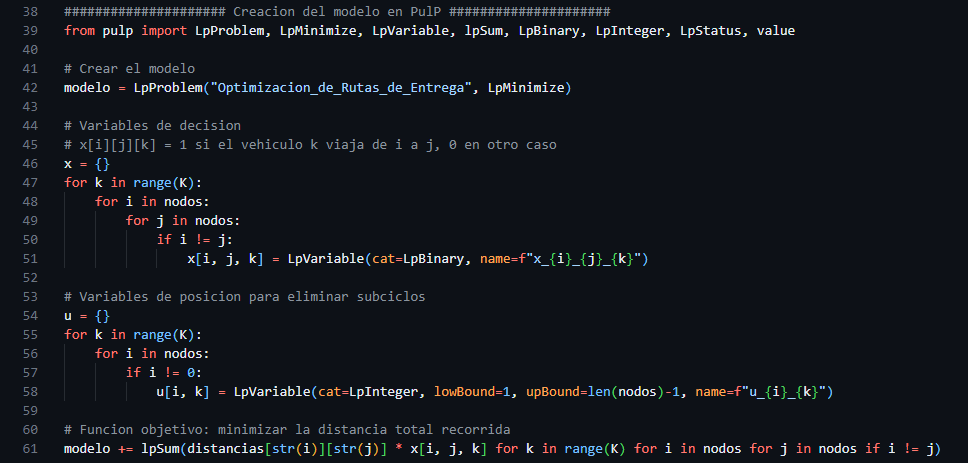 38 ##################### Creacion del modelo en PulP #####################
39 from pulp import LpProblem, LpMinimize, LpVariable, lpSum, LpBinary, LpInteger, LpStatus, value
40
41 # Crear el modelo
42 modelo = LpProblem("Optimizacion_de_Rutas_de_Entrega", LpMinimize)
43
44 # Variables de decision
45 # x[i][j][k] = 1 si el vehiculo k viaja de i a j, 0 en otro caso
46 x = {}
47 for k in range(K):
48     for i in nodos:
49         for j in nodos:
50             if i != j:
51                 x[i, j, k] = LpVariable(cat=LpBinary, name=f"x_{i}_{j}_{k}")
52
53 # Variables de posicion para eliminar subciclos
54 u = {}
55 for k in range(K):
56     for i in nodos:
57         if i != 0:
58             u[i, k] = LpVariable(cat=LpInteger, lowBound=1, upBound=len(nodos)-1, name=f"u_{i}_{k}")
59
60 # Funcion objetivo: minimizar la distancia total recorrida
61 modelo += lpSum(distancias[str(i)][str(j)] * x[i, j, k] for k in range(K) for i in nodos for j in nodos if i != j)